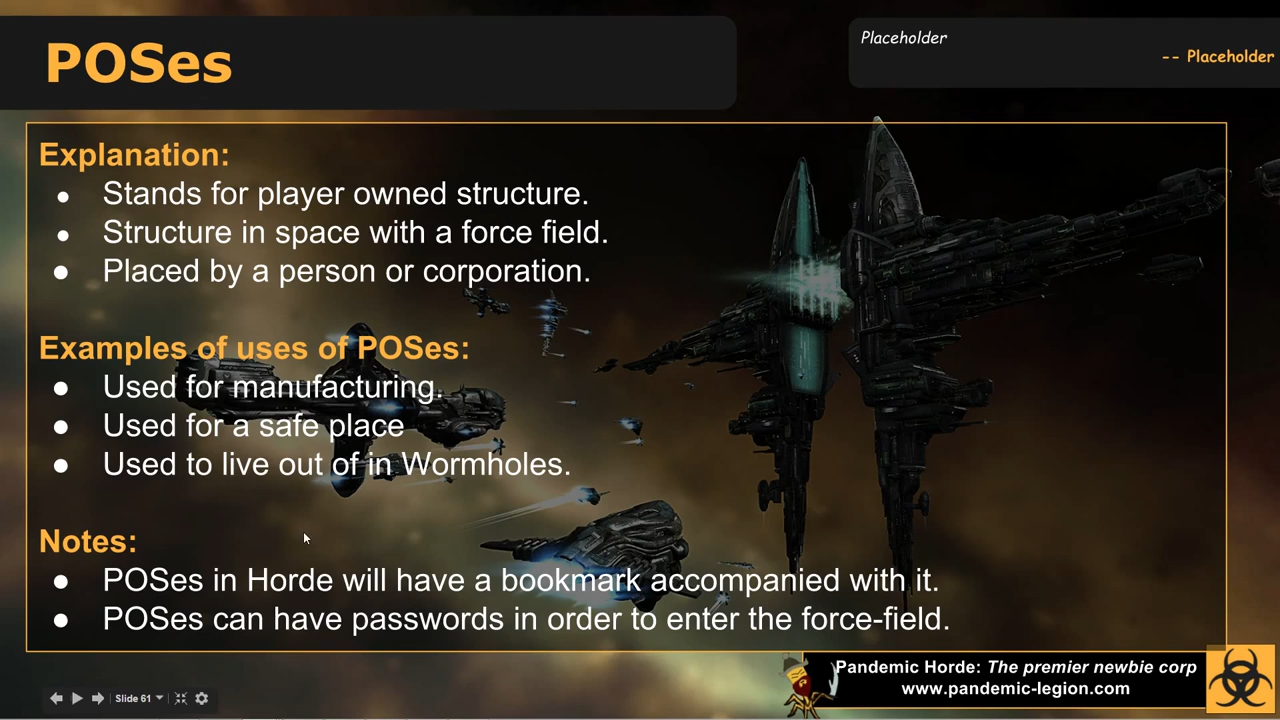 POSes
Placeholder
-- Placeholder
Explanation:
● Stands for player owned structure.
● Structure in space with a force field.
● Placed by a person or corporation.
Examples of uses of POSes:
● Used for manufacturing.
● Used for a safe place
● Used to live out of in Wormholes.
Notes:
● POSes in Horde will have a bookmark accompanied with it.
● POSes can have passwords in order to enter the force-field.
Pandemic Horde: The premier newbie corp
www.pandemic-legion.com
Slide 61